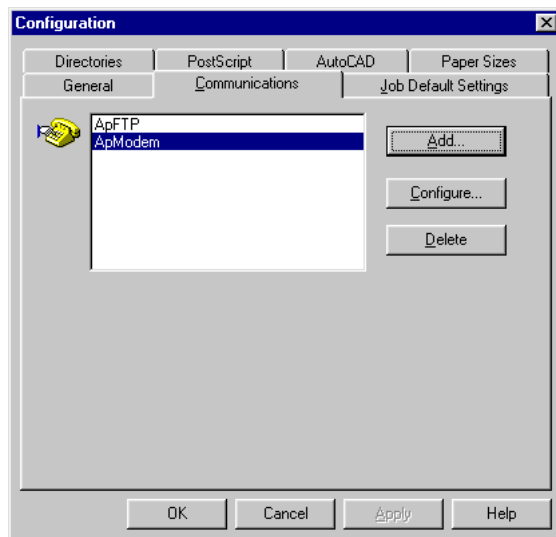 Configuration
Directories PostScript AutoCAD Paper Sizes
General Communications Job Default Settings
ApFTP
ApModem
Add...
Configure...
Delete
OK Cancel Apply Help